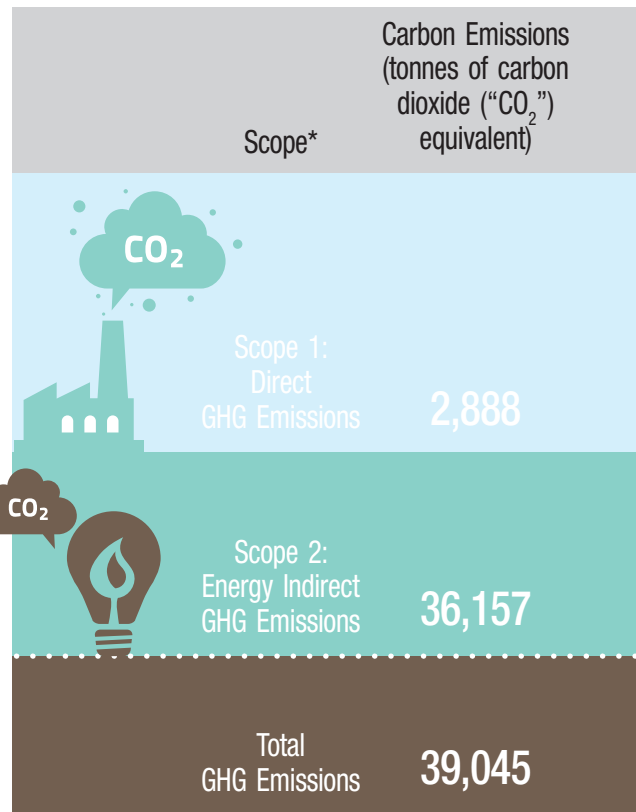 Carbon Emissions
(tonnes of carbon
dioxide (“CO₂”)
equivalent)
Scope*
CO₂
Scope 1:
Direct
GHG Emissions
2,888
CO₂
Scope 2:
Energy Indirect
GHG Emissions
36,157
Total
GHG Emissions
39,045